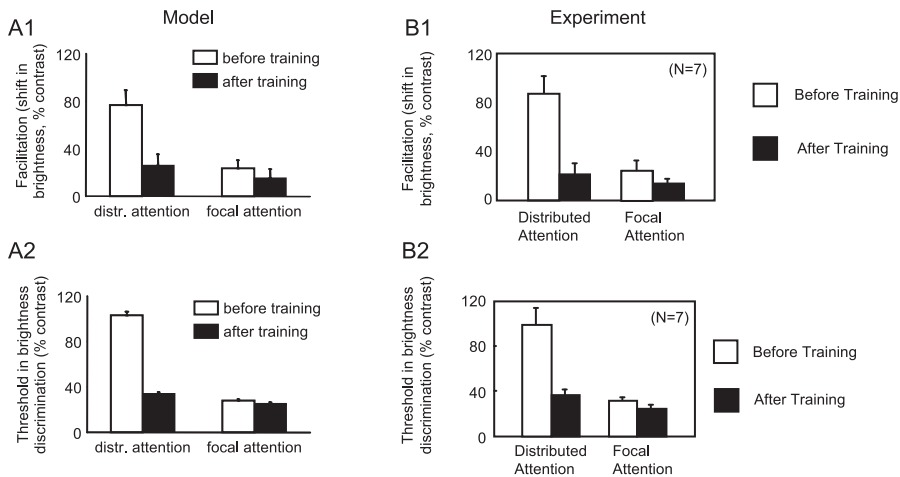 Model
Experiment
A1
Facilitation (shift in
brightness, % contrast)
120
80
40
0
before training
after training
distr. attention
focal attention
B1
Facilitation (shift in
brightness, % contrast)
120
80
40
0
(N=7)
Distributed
Attention
Focal
Attention
Before Training
After Training
A2
Threshold in brightness
discrimination (% contrast)
120
80
40
0
before training
after training
distr. attention
focal attention
B2
Threshold in brightness
discrimination (% contrast)
120
80
40
0
(N=7)
Distributed
Attention
Focal
Attention
Before Training
After Training